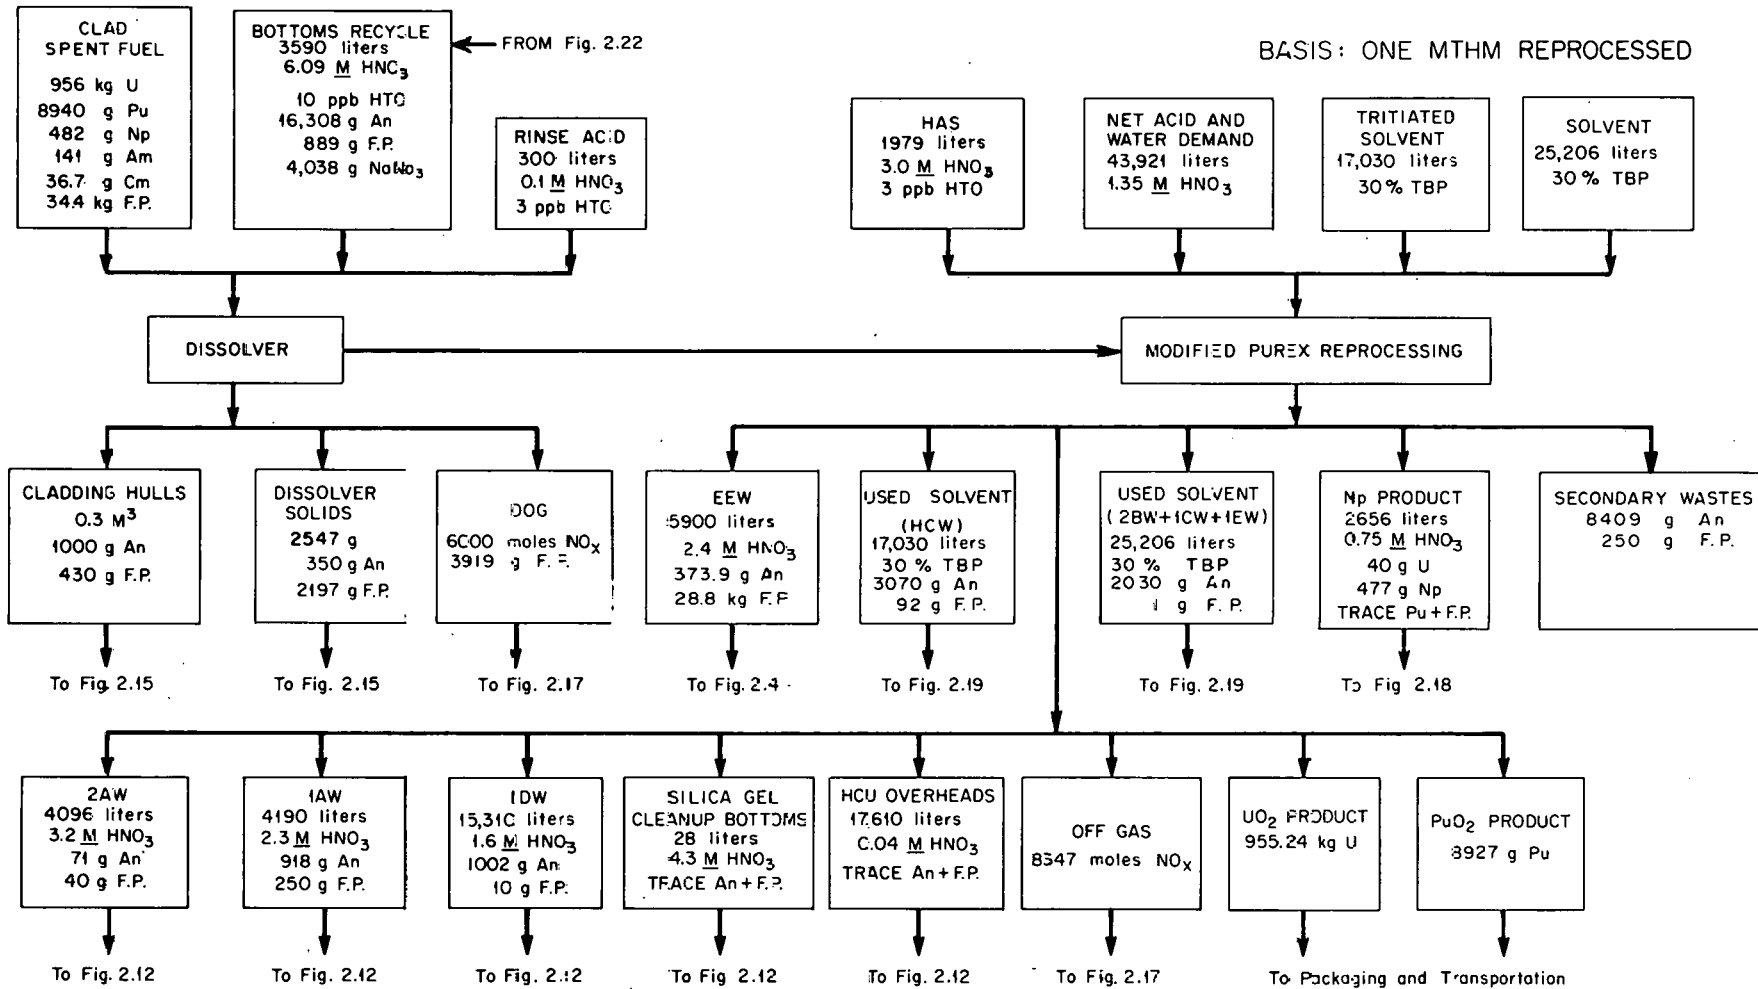 BASIS: ONE MTHM REPROCESSED
CLAD
SPENT FUEL
956 kg U
8940 g Pu
482 g Np
141 g Am
36.7 g Cm
34.4 kg F.P.
BOTTOMS RECYCLE
3590 liters
6.09 M HNO3
10 ppb HTO
16,308 g An
889 g F.P.
4,038 g NaNO3
FROM Fig. 2.22
RINSE ACID
300 liters
0.1 M HNO3
3 ppb HTO
HAS
1979 liters
3.0 M HNO3
3 ppb HTO
NET ACID AND
WATER DEMAND
43,921 liters
1.35 M HNO3
TRITIATED
SOLVENT
17,030 liters
30% TBP
SOLVENT
25,206 liters
30% TBP
DISSOLVER
MODIFIED PUREX REPROCESSING
CLADDING HULLS
0.3 M3
1000 g An
430 g F.P.
To Fig. 2.15
DISSOLVER
SOLIDS
2547 g
350 g An
2197 g F.P.
To Fig. 2.15
DOG
6000 moles NOx
3919 g F.P.
To Fig. 2.17
EEW
5900 liters
2.4 M HNO3
373.9 g An
28.8 kg F.P
To Fig. 2.4
USED SOLVENT
(HCW)
17,030 liters
30 % TBP
3070 g An
92 g F.P.
To Fig. 2.19
USED SOLVENT
(2BW+1CW+1EW)
25,206 liters
30 % TBP
2030 g An
1 g F.P.
To Fig. 2.19
Np PRODUCT
2656 liters
0.75 M HNO3
40 g U
477 g Np
TRACE Pu + F.P.
To Fig 2.18
SECONDARY WASTES
8409 g An
250 g F.P.
2AW
4096 liters
3.2 M HNO3
71 g An
40 g F.P.
To Fig. 2.12
1AW
4190 liters
2.3 M HNO3
918 g An
250 g F.P.
To Fig. 2.12
1DW
15,310 liters
1.6 M HNO3
1002 g An
10 g F.P.
To Fig. 2.12
SILICA GEL
CLEANUP BOTTOMS
28 liters
4.3 M HNO3
TRACE An + F.P.
To Fig. 2.12
HCU OVERHEADS
17,610 liters
0.04 M HNO3
TRACE An + F.P.
To Fig. 2.12
OFF GAS
moles NOx
To Fig. 2.17
UO2 PRODUCT
955.24 kg U
PuO2 PRODUCT
8927 g Pu
To Packaging and Transportation